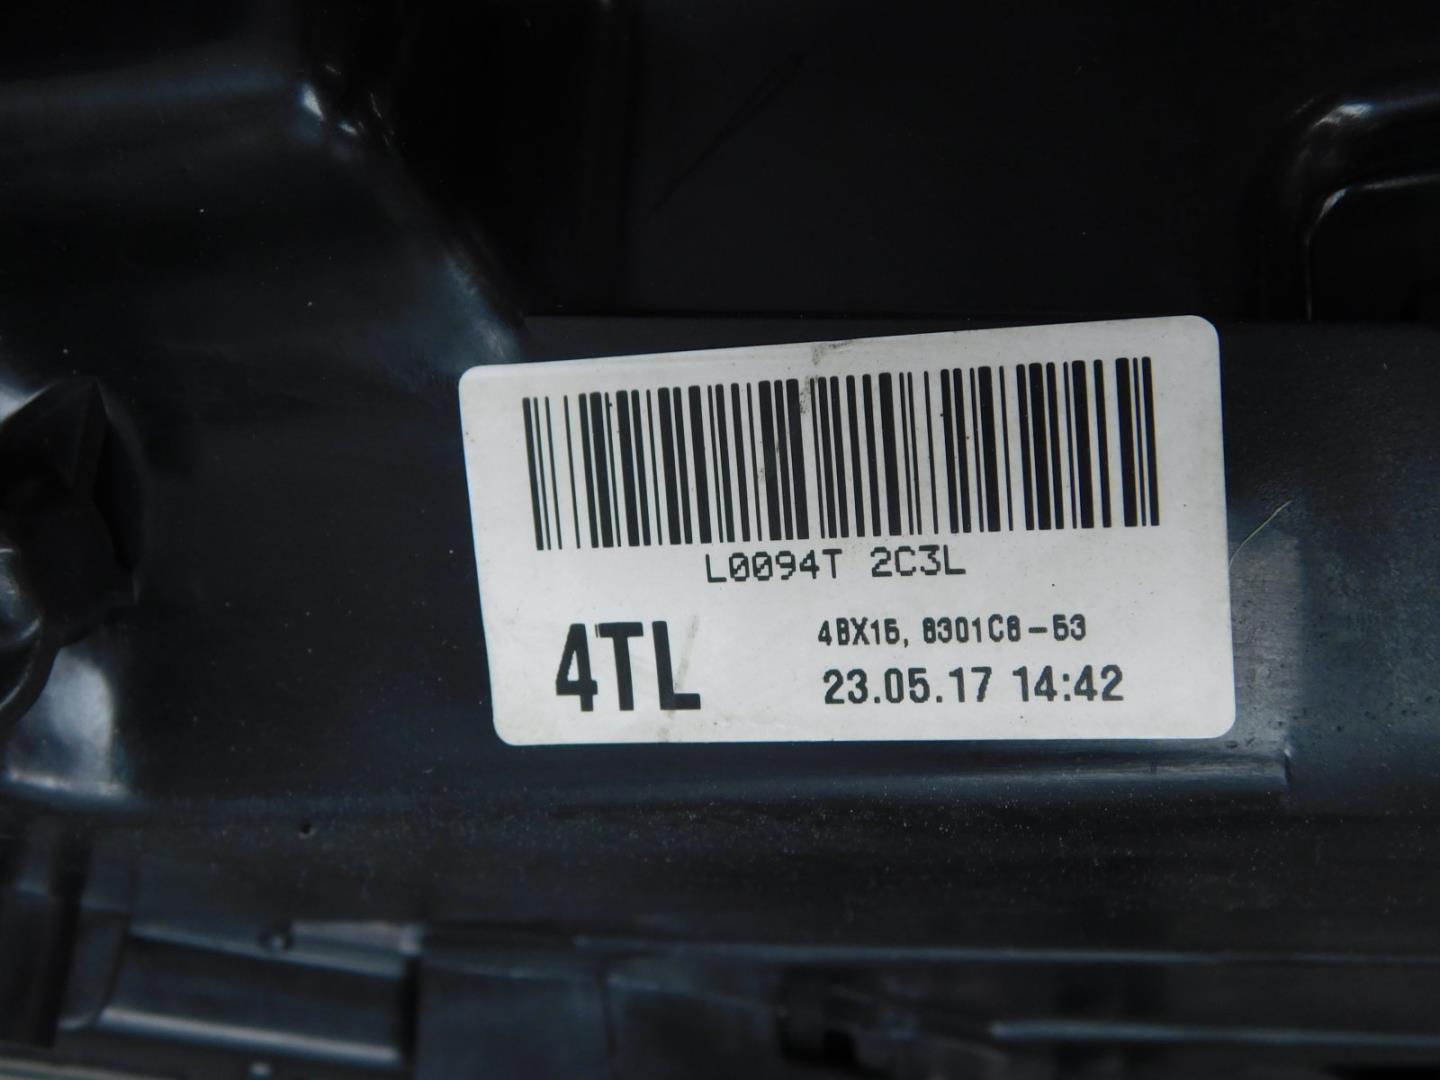 L0094T 2C3L
4TL
4BX15, 8301C8-53
23.05.17 14:42